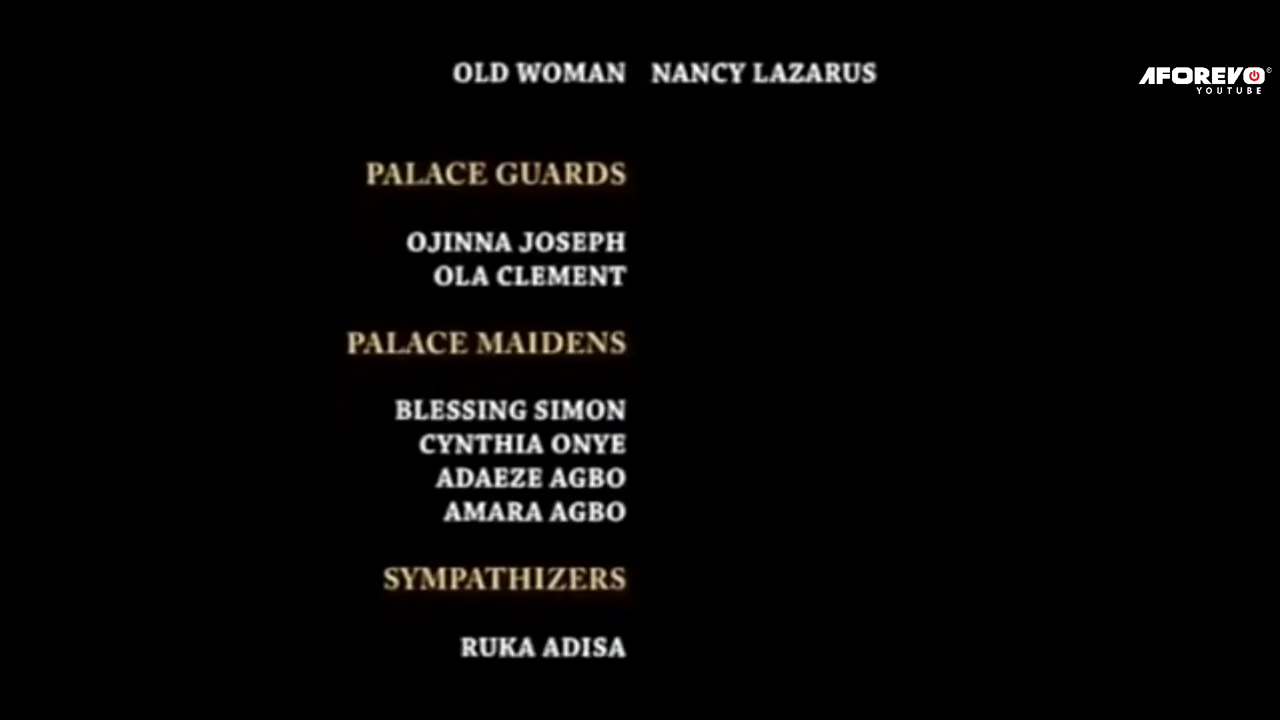 OLD WOMAN NANCY LAZARUS
AFOREVO
YOUTUBE
PALACE GUARDS
OJINNA JOSEPH
OLA CLEMENT
PALACE MAIDENS
BLESSING SIMON
CYNTHIA ONYE
ADAEZE AGBO
AMARA AGBO
SYMPATHIZERS
RUKA ADISA